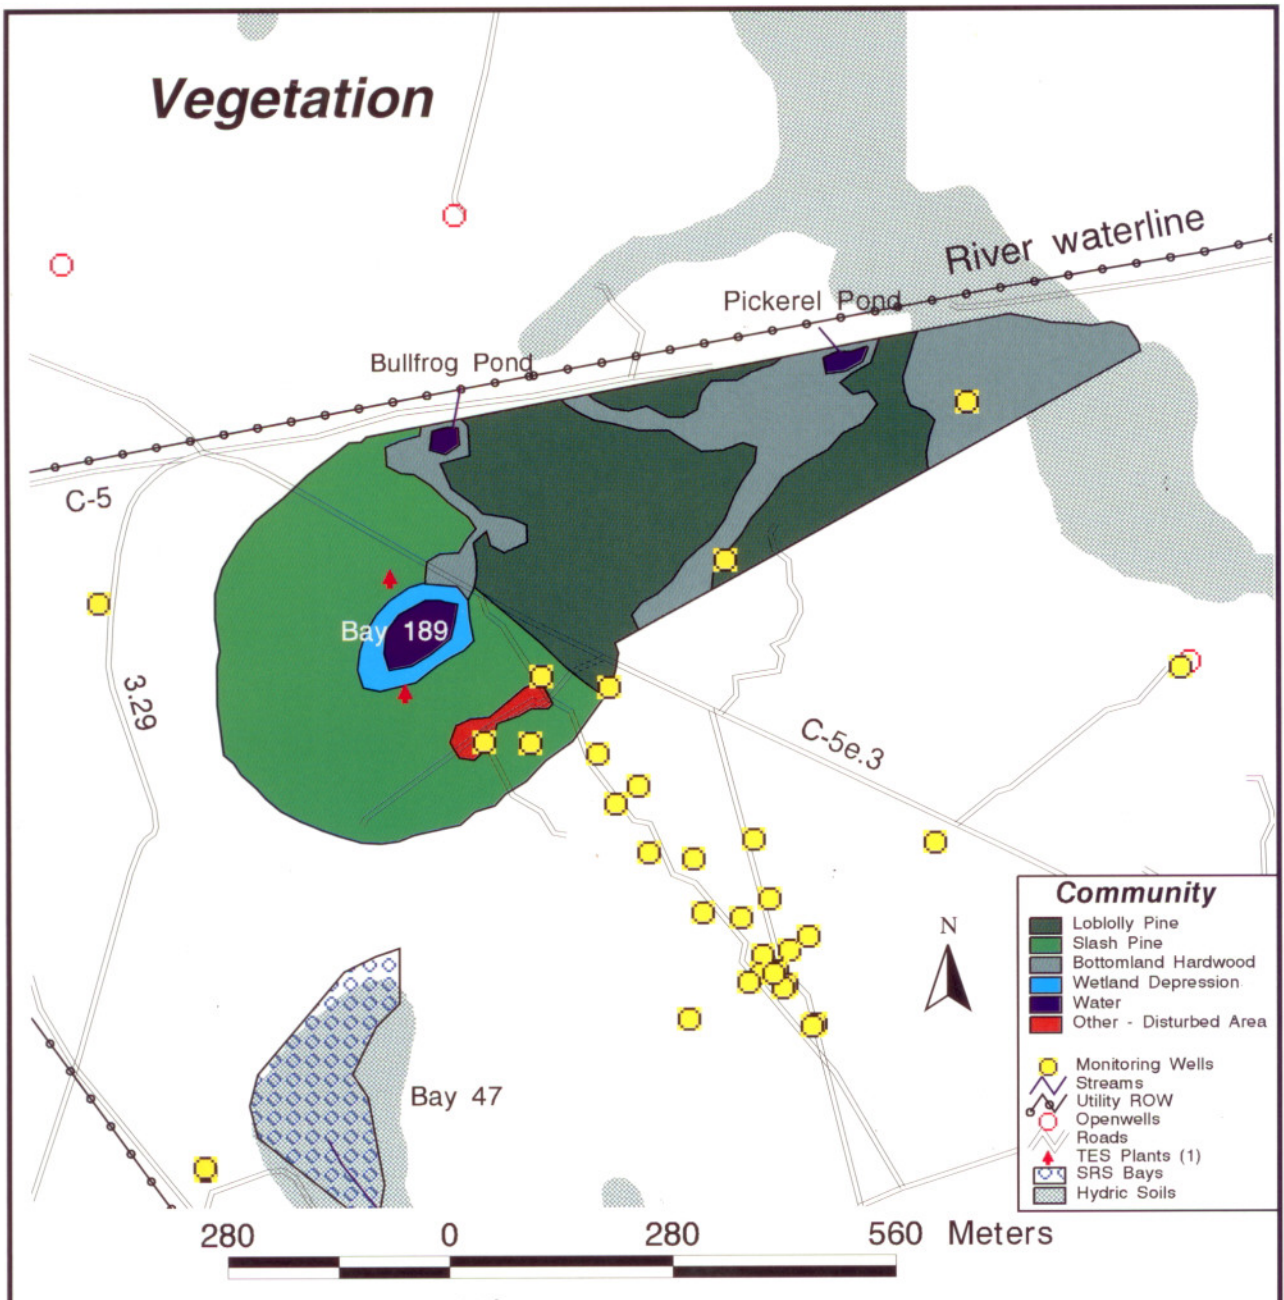 Vegetation
River waterline
Pickerel Pond
Bullfrog Pond
C-5
Bay 189
3.29
C-5e.3
Community
Loblolly Pine
Slash Pine
Bottomland Hardwood
Wetland Depression
Water
Other - Disturbed Area
N
Monitoring Wells
Streams
Utility ROW
Openwells
Roads
TES Plants (1)
SRS Bays
Hydric Soils
Bay 47
280 0 280 560 Meters